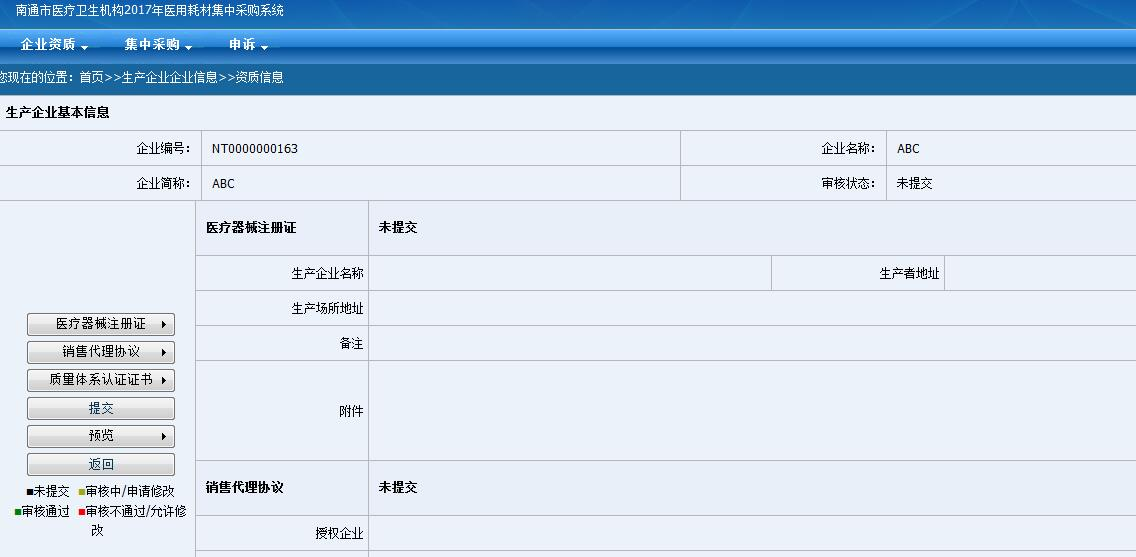 南通市医疗卫生机构2017年医用耗材集中采购系统
企业资质 集中采购 申诉
您现在的位置：首页>>生产企业企业信息>>资质信息
生产企业基本信息
企业编号： NT0000000163 企业名称： ABC
企业简称： ABC 审核状态： 未提交
医疗器械注册证 未提交
生产企业名称 生产者地址
生产场所地址
备注
附件
销售代理协议 未提交
授权企业
医疗器械注册证
销售代理协议
质量体系认证证书
提交
预览
返回
■未提交 ■审核中/申请修改
■审核通过 ■审核不通过/允许修
改